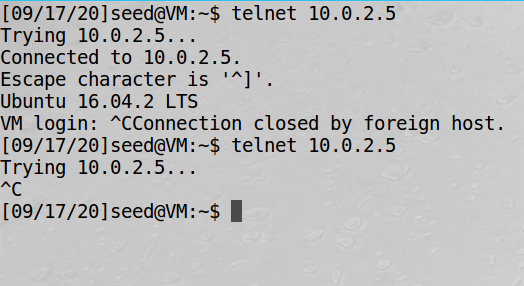 [09/17/20]seed@VM:~$ telnet 10.0.2.5
Trying 10.0.2.5...
Connected to 10.0.2.5.
Escape character is '^]'.
Ubuntu 16.04.2 LTS
VM login: ^CConnection closed by foreign host.
[09/17/20]seed@VM:~$ telnet 10.0.2.5
Trying 10.0.2.5...
^C
[09/17/20]seed@VM:~$